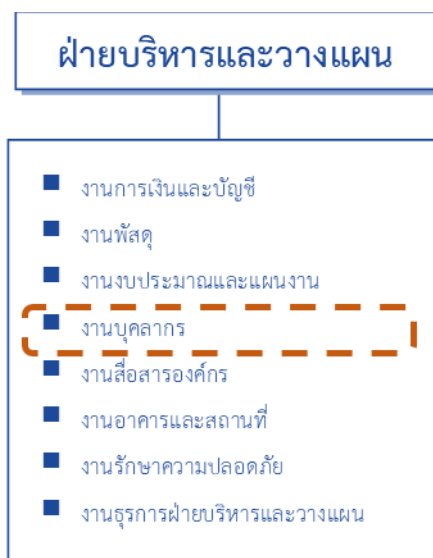 ฝ่ายบริหารและวางแผน
งานการเงินและบัญชี
งานพัสดุ
งานงบประมาณและแผนงาน
งานบุคลากร
งานสื่อสารองค์กร
งานอาคารและสถานที่
งานรักษาความปลอดภัย
งานธุรการฝ่ายบริหารและวางแผน